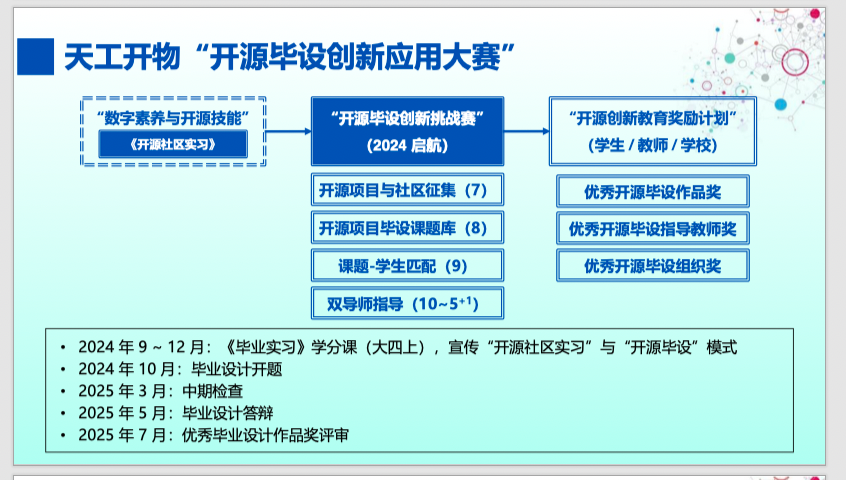 天工开物“开源毕设创新应用大赛”
“数字素养与开源技能”
《开源社区实习》
“开源毕设创新挑战赛”
（2024 启航）
“开源创新教育奖励计划”
(学生 / 教师 / 学校)
开源项目与社区征集（7）
开源项目毕设课题库（8）
课题-学生匹配（9）
双导师指导（10~5⁺¹）
优秀开源毕设作品奖
优秀开源毕设指导教师奖
优秀开源毕设组织奖
• 2024 年 9 ~ 12 月：《毕业实习》学分课（大四上），宣传“开源社区实习”与“开源毕设”模式
• 2024 年 10 月：毕业设计开题
• 2025 年 3 月：中期检查
• 2025 年 5 月：毕业设计答辩
• 2025 年 7 月：优秀毕业设计作品奖评审